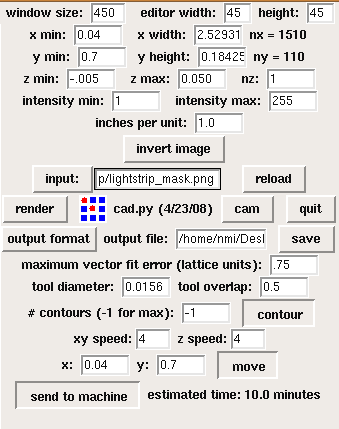 window size: 450 editor width: 45 height: 45
x min: 0.04 x width: 2.52931 nx = 1510
y min: 0.7 y height: 0.18425 ny = 110
z min: -.005 z max: 0.050 nz: 1
intensity min: 1 intensity max: 255
inches per unit: 1.0
invert image
input: p/lightstrip_mask.png reload
render cad.py (4/23/08) cam quit
output format output file: /home/nmi/Desl save
maximum vector fit error (lattice units): .75
tool diameter: 0.0156 tool overlap: 0.5
# contours (-1 for max): -1 contour
xy speed: 4 z speed: 4
x: 0.04 y: 0.7 move
send to machine estimated time: 10.0 minutes